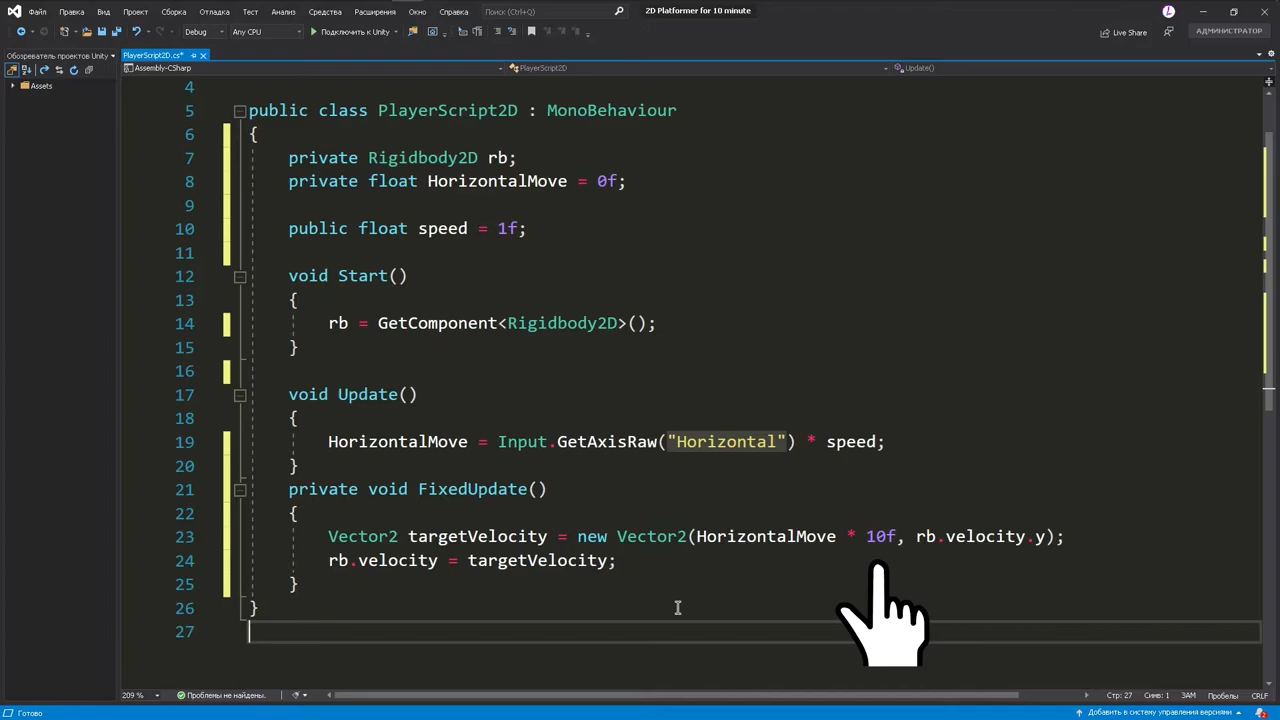 Файл Правка Вид Проект Сборка Отладка Тест Анализ Средства Расширения Окно Справка Поиск (Ctrl+Q) 2D Platformer for 10 minute L
Debug Any CPU Подключить к Unity Live Share АДМИНИСТРАТОР
Обозреватель проектов Unity PlayerScript2D.cs*
Assembly-CSharp PlayerScript2D Update()
Assets
4
5 public class PlayerScript2D : MonoBehaviour
6 {
7 private Rigidbody2D rb;
8 private float HorizontalMove = 0f;
9
10 public float speed = 1f;
11
12 void Start()
13 {
14 rb = GetComponent<Rigidbody2D>();
15 }
16
17 void Update()
18 {
19 HorizontalMove = Input.GetAxisRaw("Horizontal") * speed;
20 }
21 private void FixedUpdate()
22 {
23 Vector2 targetVelocity = new Vector2(HorizontalMove * 10f, rb.velocity.y);
24 rb.velocity = targetVelocity;
25 }
26 }
27
209 % Проблемы не найдены. Стр: 27 Симв: 1 ЗАМ Пробелы CRLF
Готово Добавить в систему управления версиями 2